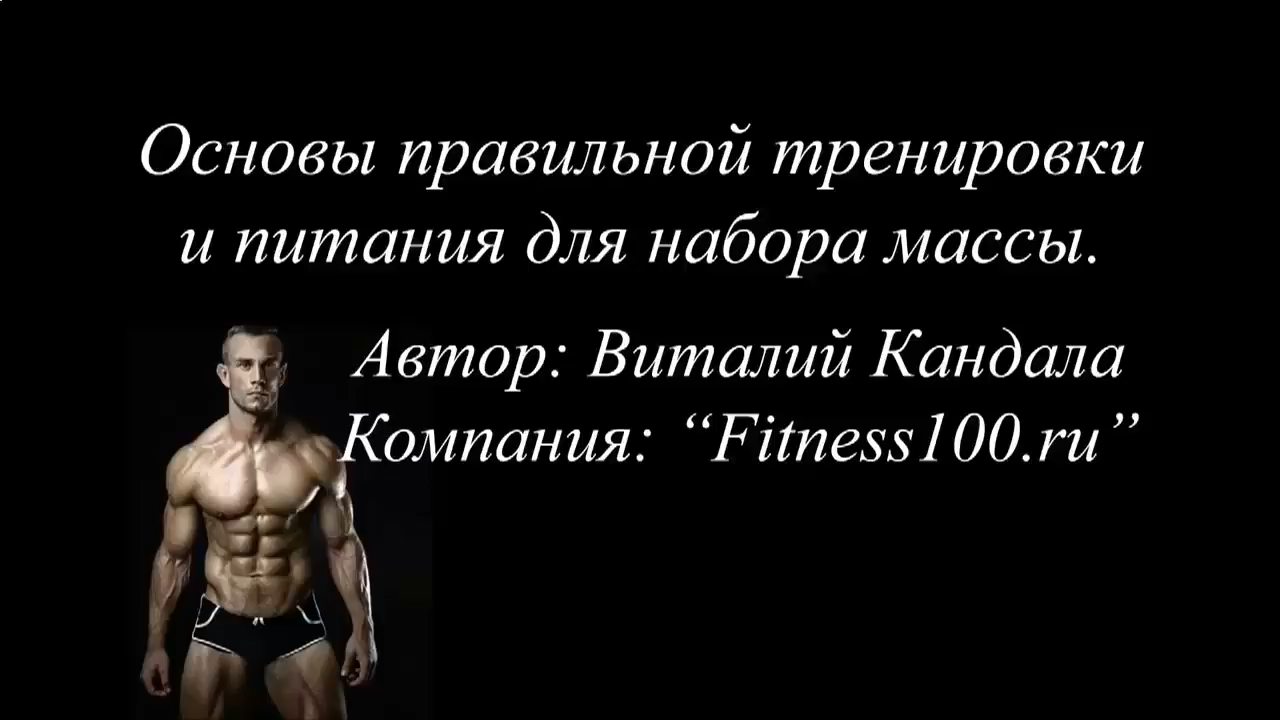 Основы правильной тренировки
и питания для набора массы.
Автор: Виталий Кандала
Компания: “Fitness100.ru”